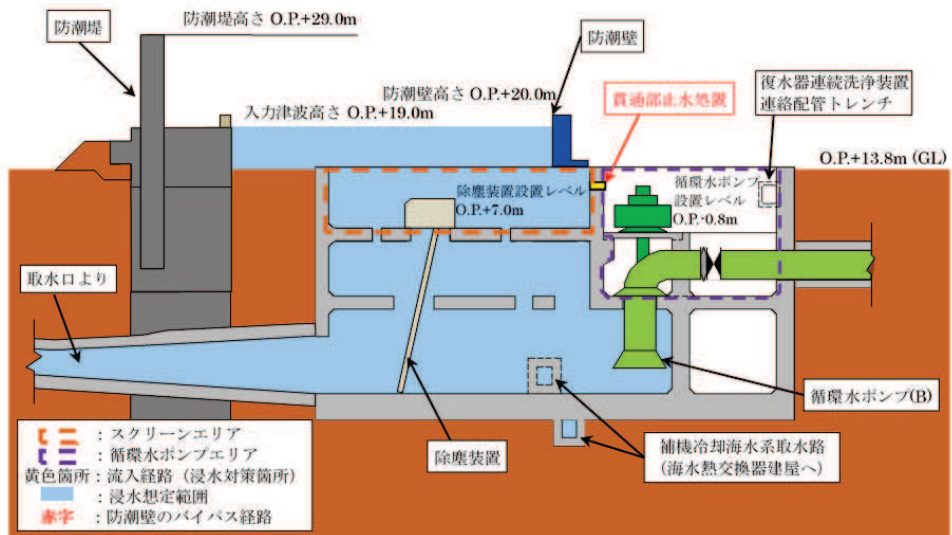 防潮堤高さ O.P.+29.0m
防潮堤
防潮壁
防潮壁高さ O.P.+20.0m
入力津波高さ O.P.+19.0m
貫通部止水処置
復水器連続洗浄装置
連絡配管トレンチ
O.P.+13.8m (GL)
除塵装置設置レベル
O.P.+7.0m
循環水ポンプ
設置レベル
O.P.-0.8m
取水口より
循環水ポンプ(B)
除塵装置
補機冷却海水系取水路
(海水熱交換器建屋へ)
：スクリーンエリア
：循環水ポンプエリア
黄色箇所：流入経路（浸水対策箇所）
：浸水想定範囲
赤字：防潮壁のバイパス経路